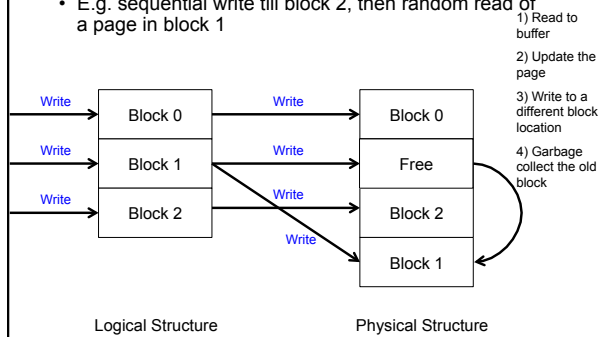 • E.g. sequential write till block 2, then random read of
a page in block 1
1) Read to
buffer
2) Update the
page
3) Write to a
different block
location
4) Garbage
collect the old
block
Write
Block 0
Write
Block 0
Write
Block 1
Write
Free
Write
Block 2
Write
Block 2
Write
Block 1
Logical Structure
Physical Structure